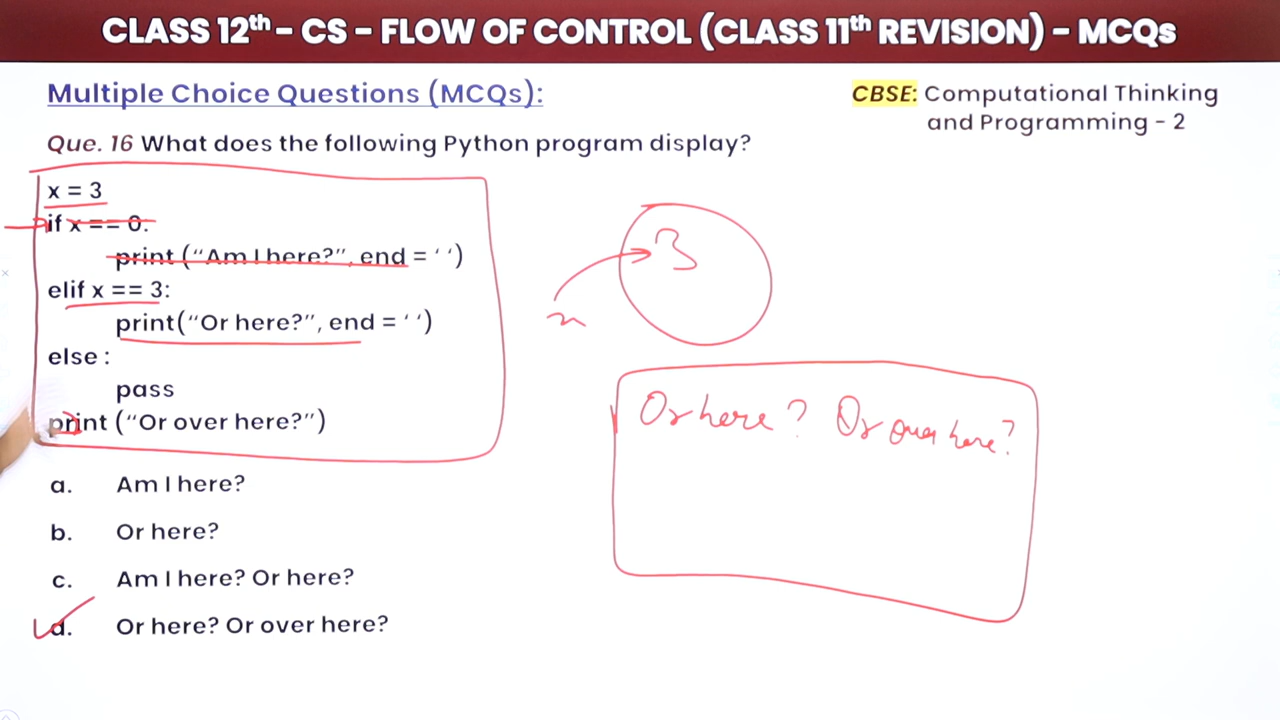 CLASS 12th – CS – FLOW OF CONTROL (CLASS 11th REVISION) – MCQs
Multiple Choice Questions (MCQs):
CBSE: Computational Thinking
and Programming - 2
Que. 16 What does the following Python program display?
x = 3
if x == 0:
print (“Am I here?”, end = ‘ ‘)
elif x == 3:
print(“Or here?”, end = ‘ ‘)
else :
pass
print (“Or over here?”)
3
x
Or here? Or over here?
a. Am I here?
b. Or here?
c. Am I here? Or here?
d. Or here? Or over here?